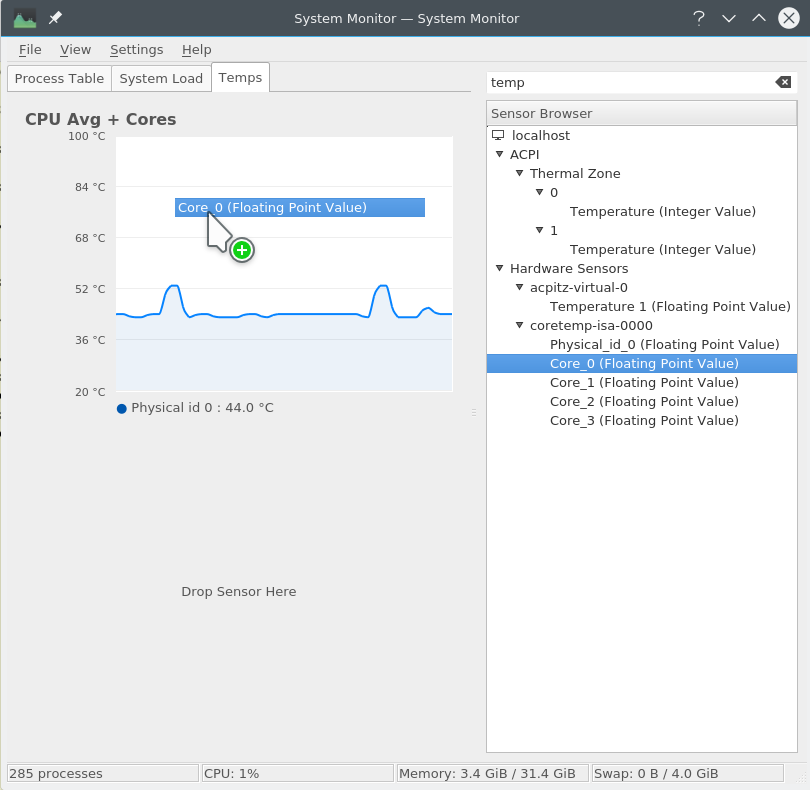 System Monitor — System Monitor
File View Settings Help
Process Table System Load Temps
CPU Avg + Cores
100 °C
84 °C
Core_0 (Floating Point Value)
68 °C
52 °C
36 °C
20 °C
Physical id 0 : 44.0 °C
Drop Sensor Here
temp
Sensor Browser
localhost
ACPI
Thermal Zone
0
Temperature (Integer Value)
1
Temperature (Integer Value)
Hardware Sensors
acpitz-virtual-0
Temperature 1 (Floating Point Value)
coretemp-isa-0000
Physical_id_0 (Floating Point Value)
Core_0 (Floating Point Value)
Core_1 (Floating Point Value)
Core_2 (Floating Point Value)
Core_3 (Floating Point Value)
285 processes CPU: 1% Memory: 3.4 GiB / 31.4 GiB Swap: 0 B / 4.0 GiB